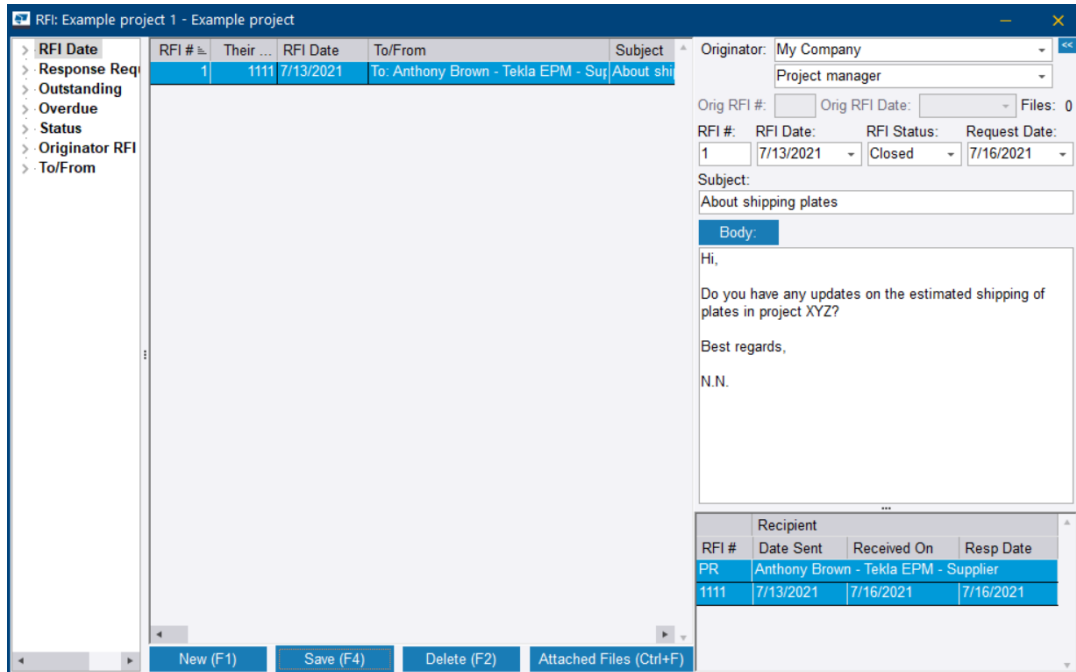 RFI: Example project 1 - Example project
RFI Date
Response Requ
Outstanding
Overdue
Status
Originator RFI
To/From
RFI # Their ... RFI Date To/From Subject
1 1111 7/13/2021 To: Anthony Brown - Tekla EPM - Sup About ship
New (F1) Save (F4) Delete (F2) Attached Files (Ctrl+F)
Originator: My Company <<
Project manager
Orig RFI #: Orig RFI Date: Files: 0
RFI #: RFI Date: RFI Status: Request Date:
1 7/13/2021 Closed 7/16/2021
Subject:
About shipping plates
Body:
Hi,
Do you have any updates on the estimated shipping of
plates in project XYZ?
Best regards,
N.N.
Recipient
RFI # Date Sent Received On Resp Date
PR Anthony Brown - Tekla EPM - Supplier
1111 7/13/2021 7/16/2021 7/16/2021